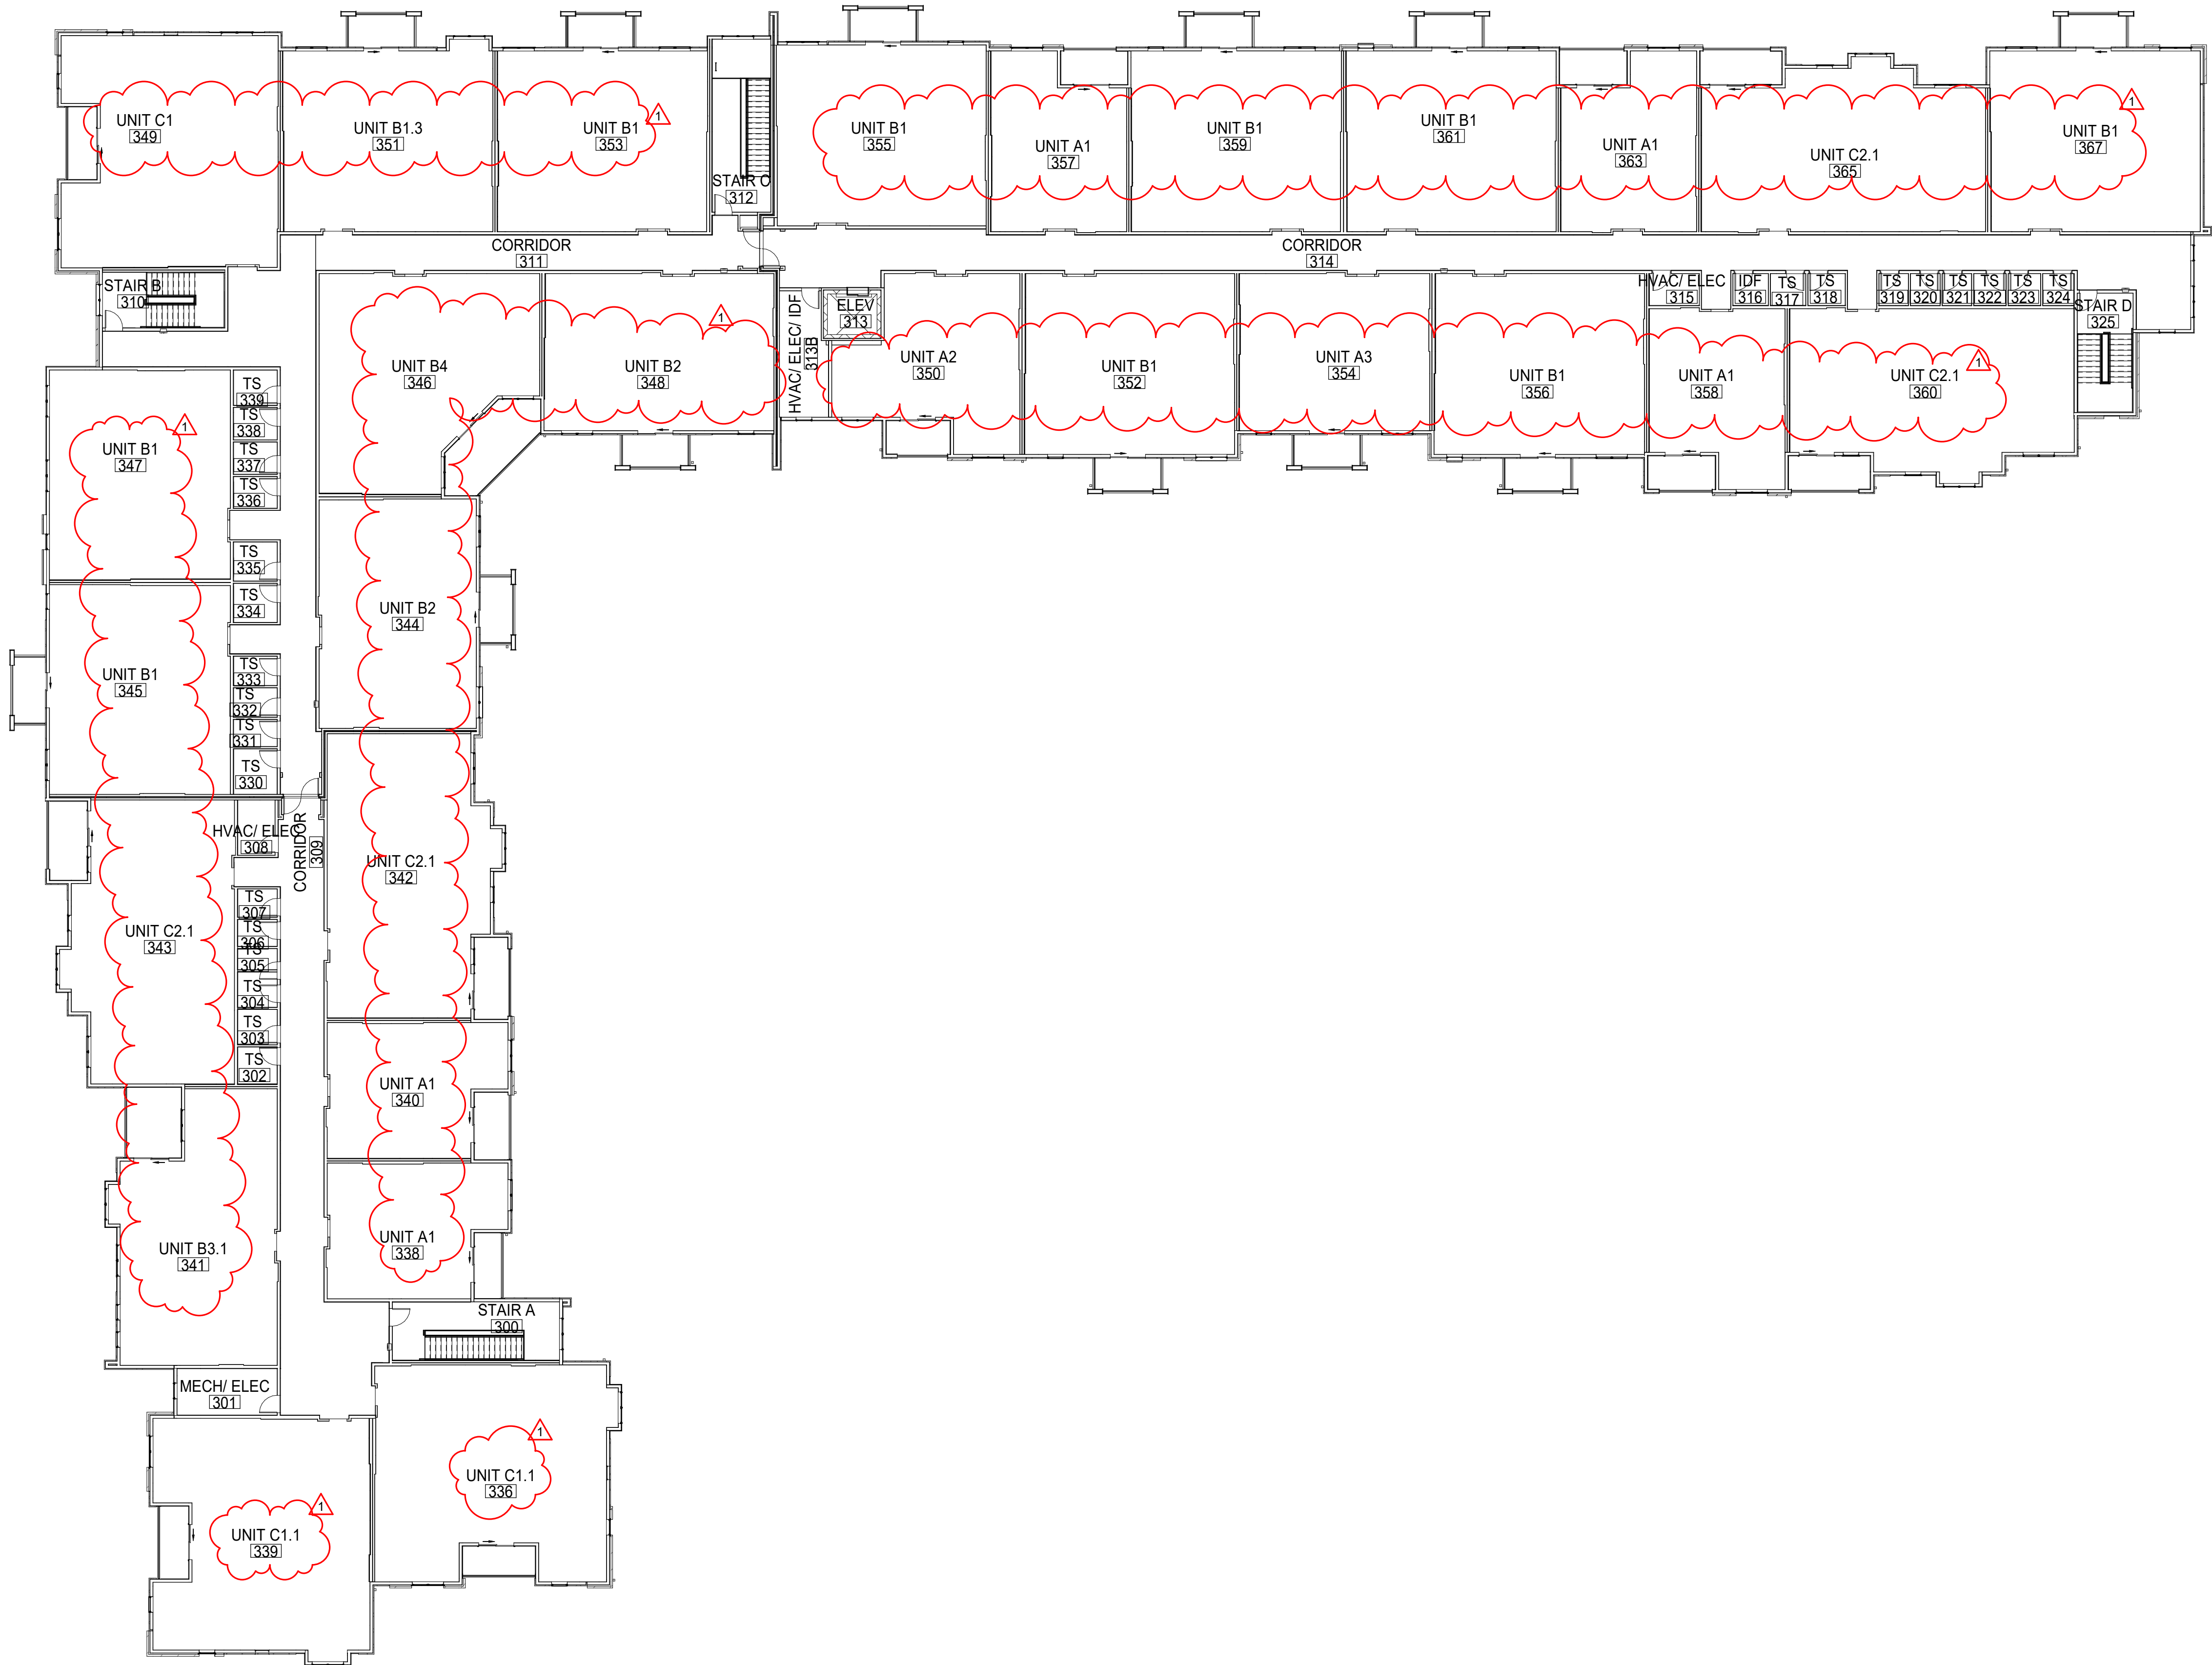 UNIT C1
349
UNIT B1.3
351
UNIT B1
353
1
STAIR C
312
UNIT B1
355
UNIT A1
357
UNIT B1
359
UNIT B1
361
UNIT A1
363
UNIT C2.1
365
UNIT B1
367
1
CORRIDOR
311
CORRIDOR
314
STAIR B
310
UNIT B4
346
UNIT B2
348
1
HVAC/ ELEC/ IDF
313B
ELEV
313
UNIT A2
350
UNIT B1
352
UNIT A3
354
UNIT B1
356
HVAC/ ELEC
315
IDF
316
TS
317
TS
318
TS
319
TS
320
TS
321
TS
322
TS
323
TS
324
STAIR D
325
UNIT A1
358
UNIT C2.1
360
1
UNIT B1
347
1
TS
339
TS
338
TS
337
TS
336
TS
335
TS
334
UNIT B2
344
UNIT B1
345
TS
333
TS
332
TS
331
TS
330
HVAC/ ELEC
308
CORRIDOR
309
UNIT C2.1
342
UNIT C2.1
343
TS
307
TS
306
TS
305
TS
304
TS
303
TS
302
UNIT A1
340
UNIT A1
338
UNIT B3.1
341
STAIR A
300
MECH/ ELEC
301
UNIT C1.1
336
1
UNIT C1.1
339
1